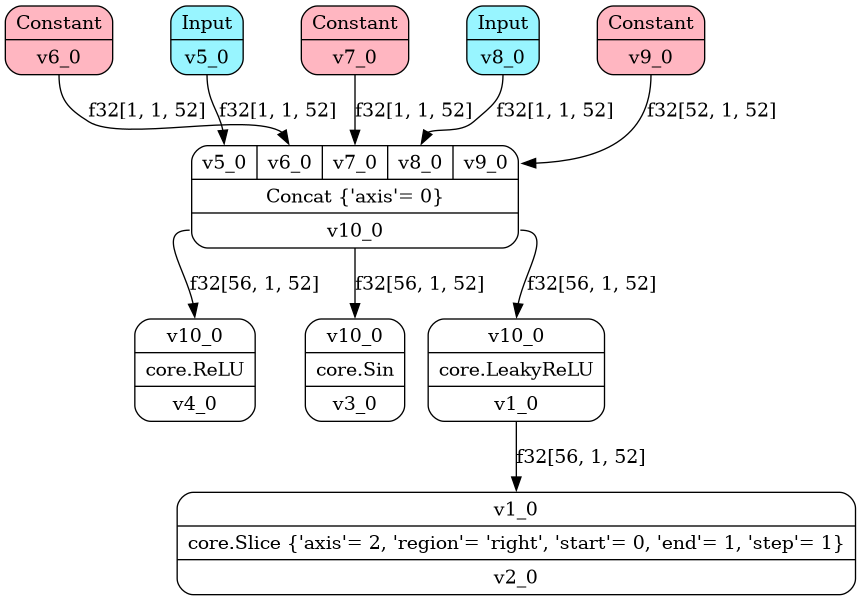 Constant
v6_0
Input
v5_0
Constant
v7_0
Input
v8_0
Constant
v9_0
f32[1, 1, 52]
f32[1, 1, 52]
f32[1, 1, 52]
f32[1, 1, 52]
f32[52, 1, 52]
v5_0 v6_0 v7_0 v8_0 v9_0
Concat {'axis'= 0}
v10_0
f32[56, 1, 52]
f32[56, 1, 52]
f32[56, 1, 52]
v10_0
core.ReLU
v4_0
v10_0
core.Sin
v3_0
v10_0
core.LeakyReLU
v1_0
f32[56, 1, 52]
v1_0
core.Slice {'axis'= 2, 'region'= 'right', 'start'= 0, 'end'= 1, 'step'= 1}
v2_0